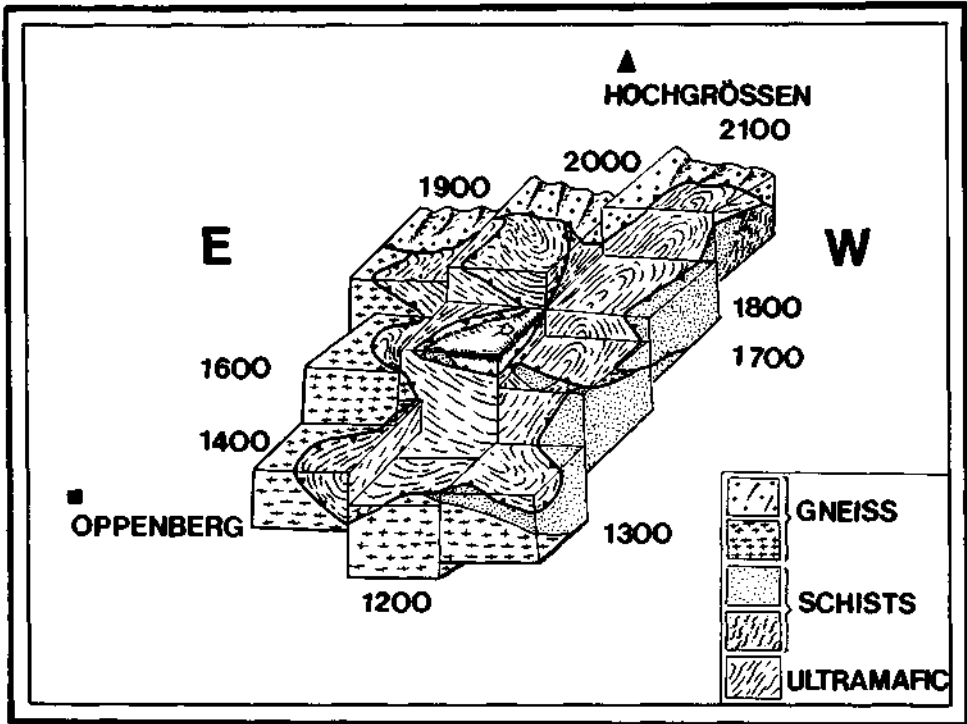 HOCHGRÖSSEN
2100
2000
1900
E
W
1800
1700
1600
1400
OPPENBERG
1300
1200
GNEISS
SCHISTS
ULTRAMAFIC